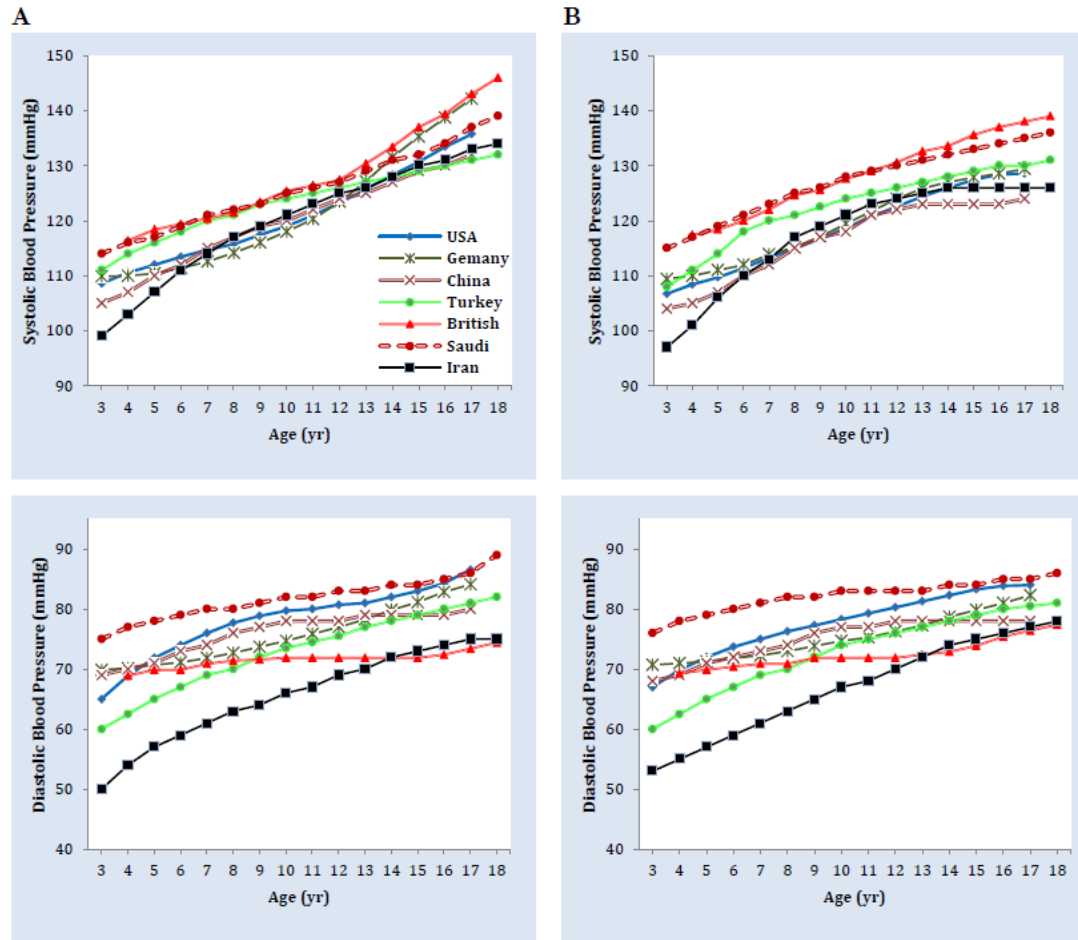 A
B
Systolic Blood Pressure (mmHg)
150
140
130
120
110
100
90
USA
Gemany
China
Turkey
British
Saudi
Iran
3 4 5 6 7 8 9 10 11 12 13 14 15 16 17 18
Age (yr)
Systolic Blood Pressure (mmHg)
150
140
130
120
110
100
90
3 4 5 6 7 8 9 10 11 12 13 14 15 16 17 18
Age (yr)
Diastolic Blood Pressure (mmHg)
90
80
70
60
50
40
3 4 5 6 7 8 9 10 11 12 13 14 15 16 17 18
Age (yr)
Diastolic Blood Pressure (mmHg)
90
80
70
60
50
40
3 4 5 6 7 8 9 10 11 12 13 14 15 16 17 18
Age (yr)